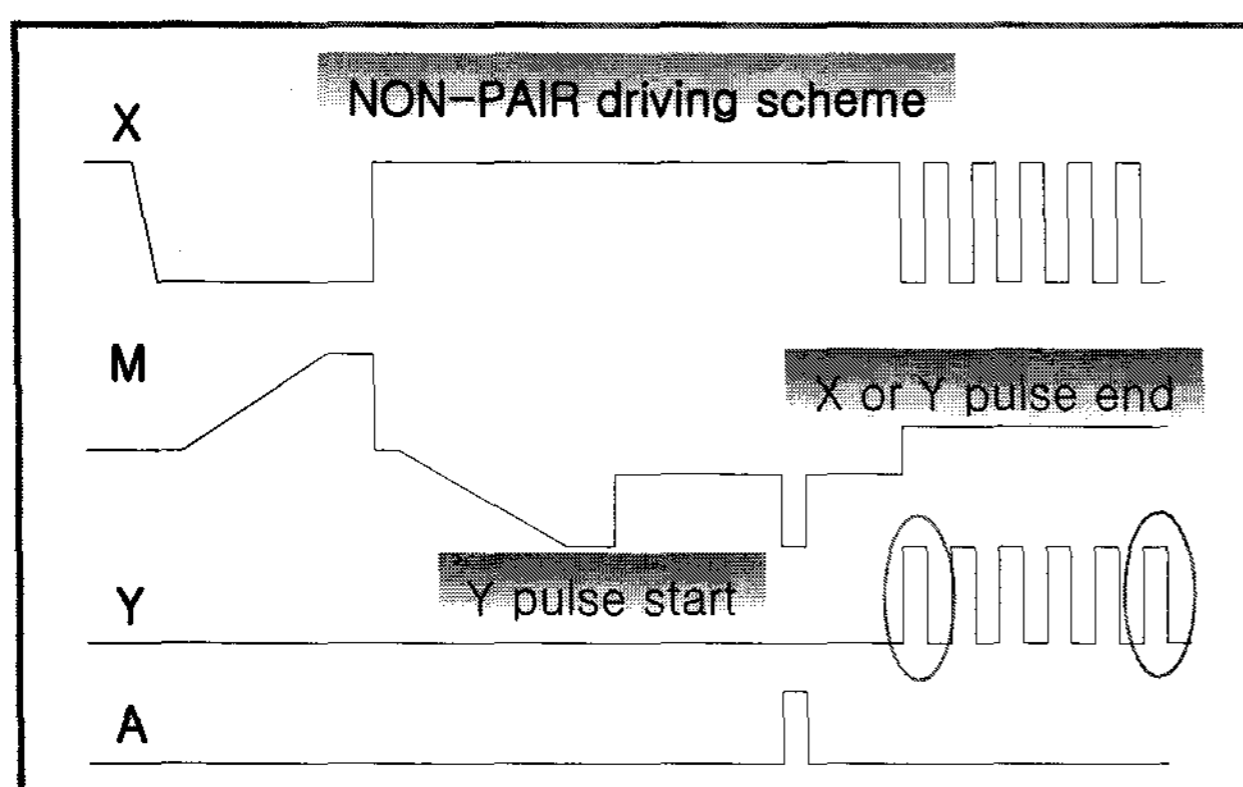 NON-PAIR driving scheme
X
M
X or Y pulse end
Y pulse start
Y
A